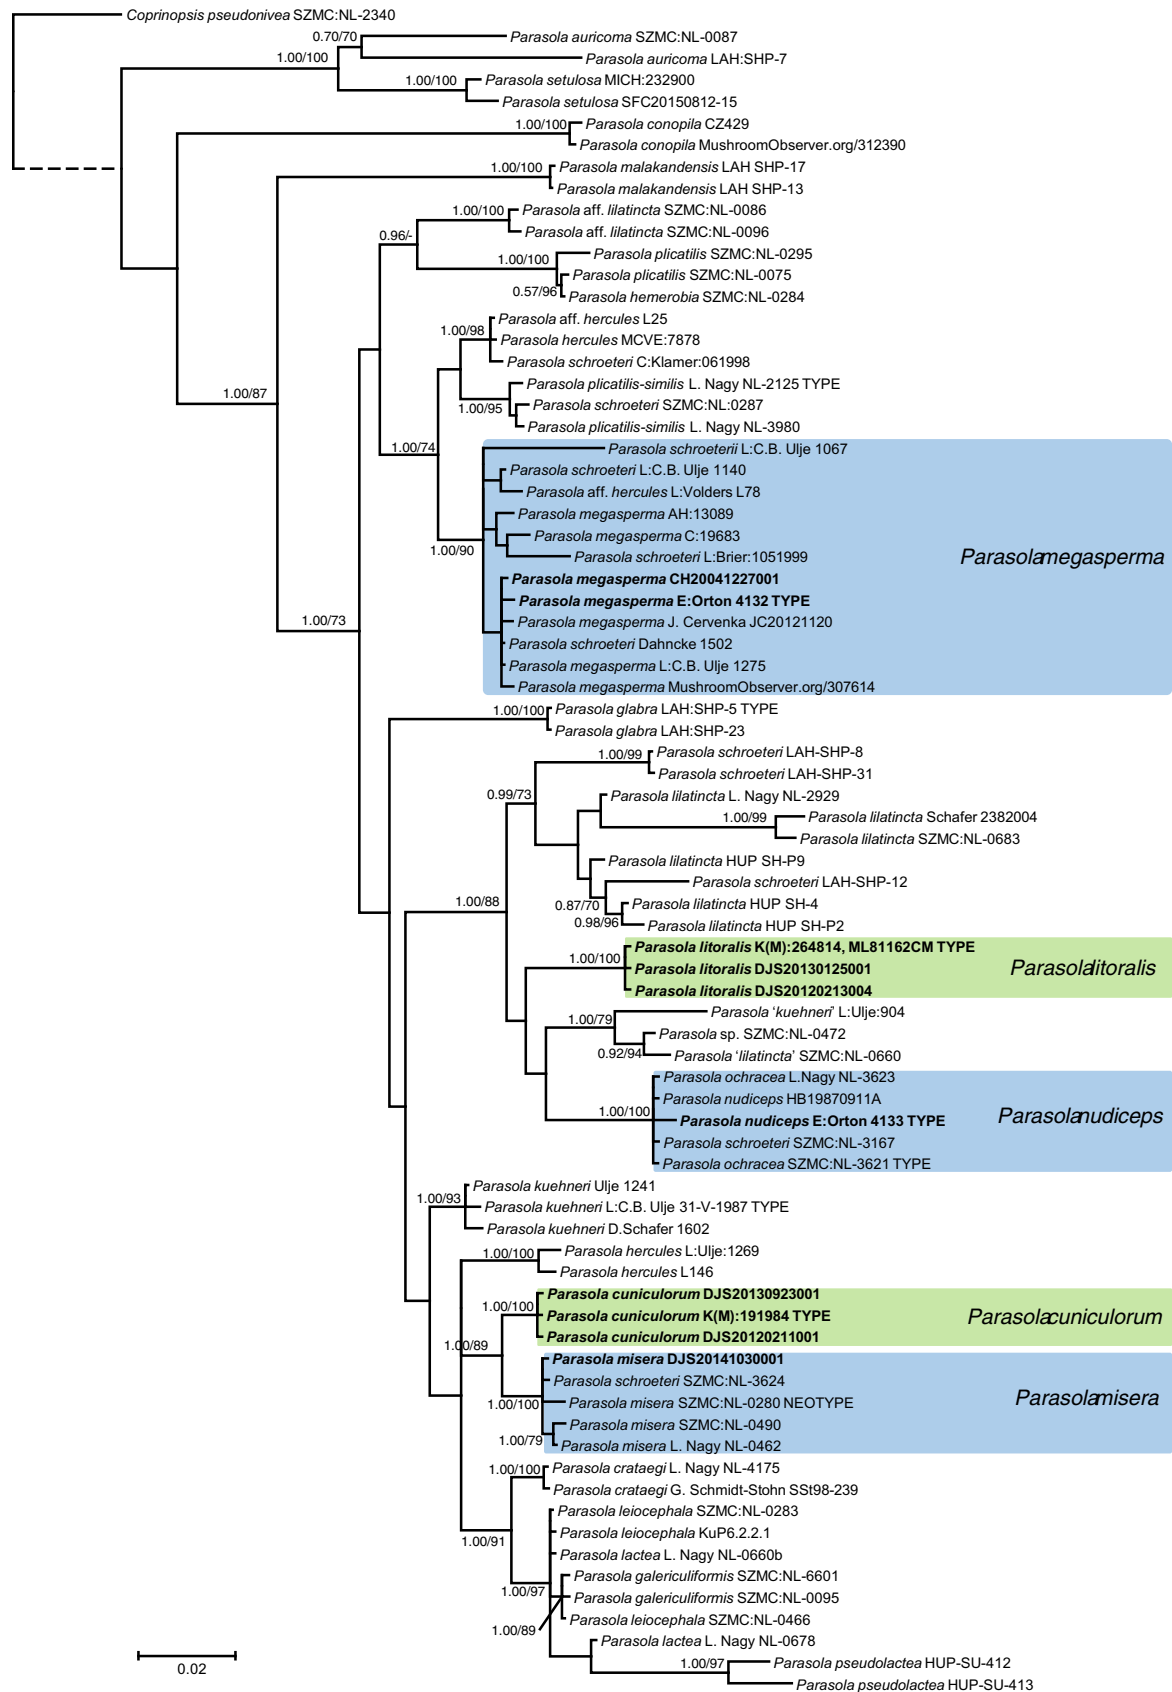 Coprinopsis pseudonivea SZMC:NL-2340
0.70/70
Parasola auricoma SZMC:NL-0087
1.00/100
Parasola auricoma LAH:SHP-7
1.00/100
Parasola setulosa MICH:232900
Parasola setulosa SFC20150812-15
1.00/100
Parasola conopila CZ429
Parasola conopila MushroomObserver.org/312390
1.00/100
Parasola malakandensis LAH SHP-17
Parasola malakandensis LAH SHP-13
1.00/100
Parasola aff. lilatincta SZMC:NL-0086
0.96/-
Parasola aff. lilatincta SZMC:NL-0096
1.00/100
Parasola plicatilis SZMC:NL-0295
Parasola plicatilis SZMC:NL-0075
0.57/96
Parasola hemerobia SZMC:NL-0284
Parasola aff. hercules L25
1.00/98
Parasola hercules MCVE:7878
Parasola schroeteri C:Klamer:061998
Parasola plicatilis-similis L. Nagy NL-2125 TYPE
1.00/87
1.00/95
Parasola schroeteri SZMC:NL:0287
Parasola plicatilis-similis L. Nagy NL-3980
1.00/74
Parasola schroeterii L:C.B. Ulje 1067
Parasola schroeteri L:C.B. Ulje 1140
Parasola aff. hercules L:Volders L78
Parasola megasperma AH:13089
Parasola megasperma C:19683
1.00/90
Parasola schroeteri L:Brier:1051999
Parasolamegasperma
Parasola megasperma CH20041227001
Parasola megasperma E:Orton 4132 TYPE
1.00/73
Parasola megasperma J. Cervenka JC20121120
Parasola schroeteri Dahncke 1502
Parasola megasperma L:C.B. Ulje 1275
Parasola megasperma MushroomObserver.org/307614
1.00/100
Parasola glabra LAH:SHP-5 TYPE
Parasola glabra LAH:SHP-23
1.00/99
Parasola schroeteri LAH-SHP-8
Parasola schroeteri LAH-SHP-31
0.99/73
Parasola lilatincta L. Nagy NL-2929
1.00/99
Parasola lilatincta Schafer 2382004
Parasola lilatincta SZMC:NL-0683
Parasola lilatincta HUP SH-P9
Parasola schroeteri LAH-SHP-12
1.00/88
0.87/70
Parasola lilatincta HUP SH-4
0.98/96
Parasola lilatincta HUP SH-P2
Parasola litoralis K(M):264814, ML81162CM TYPE
1.00/100
Parasola litoralis DJS20130125001
Parasolalitoralis
Parasola litoralis DJS20120213004
1.00/79
Parasola ‘kuehneri’ L:Ulje:904
Parasola sp. SZMC:NL-0472
0.92/94
Parasola ‘lilatincta’ SZMC:NL-0660
Parasola ochracea L.Nagy NL-3623
Parasola nudiceps HB19870911A
1.00/100
Parasola nudiceps E:Orton 4133 TYPE
Parasolanudiceps
Parasola schroeteri SZMC:NL-3167
Parasola ochracea SZMC:NL-3621 TYPE
Parasola kuehneri Ulje 1241
1.00/93
Parasola kuehneri L:C.B. Ulje 31-V-1987 TYPE
Parasola kuehneri D.Schafer 1602
1.00/100
Parasola hercules L:Ulje:1269
Parasola hercules L146
Parasola cuniculorum DJS20130923001
1.00/100
Parasola cuniculorum K(M):191984 TYPE
Parasolacuniculorum
Parasola cuniculorum DJS20120211001
1.00/89
Parasola misera DJS20141030001
Parasola schroeteri SZMC:NL-3624
1.00/100
Parasola misera SZMC:NL-0280 NEOTYPE
Parasolamisera
Parasola misera SZMC:NL-0490
1.00/79
Parasola misera L. Nagy NL-0462
1.00/100
Parasola crataegi L. Nagy NL-4175
Parasola crataegi G. Schmidt-Stohn SSt98-239
Parasola leiocephala SZMC:NL-0283
Parasola leiocephala KuP6.2.2.1
1.00/91
Parasola lactea L. Nagy NL-0660b
Parasola galericuliformis SZMC:NL-6601
1.00/97
Parasola galericuliformis SZMC:NL-0095
Parasola leiocephala SZMC:NL-0466
1.00/89
Parasola lactea L. Nagy NL-0678
1.00/97
Parasola pseudolactea HUP-SU-412
0.02
Parasola pseudolactea HUP-SU-413